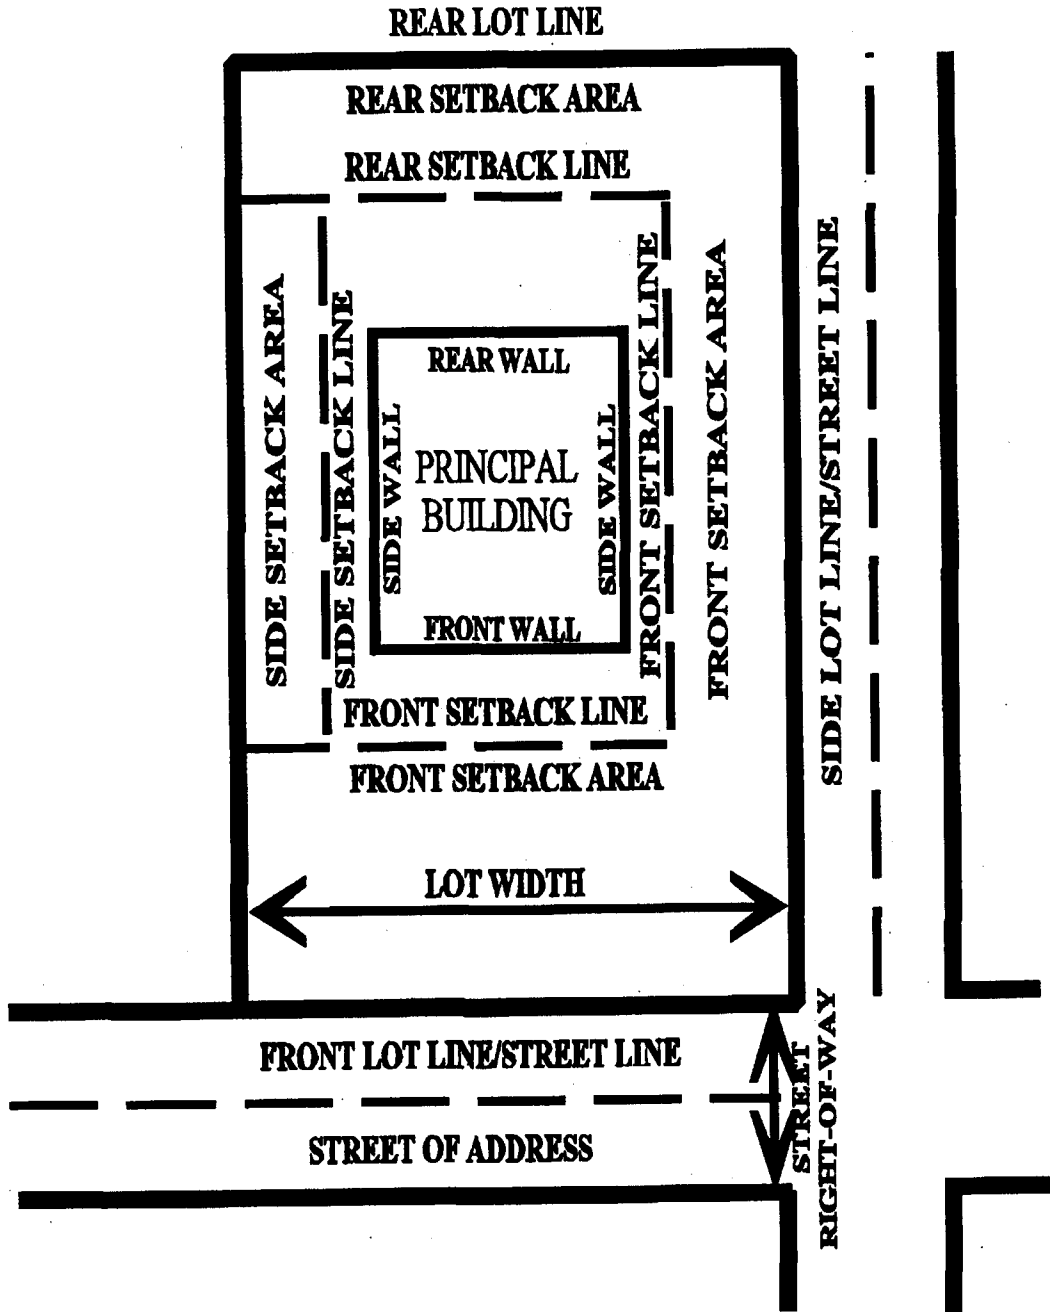 REAR LOT LINE
REAR SETBACK AREA
REAR SETBACK LINE
SIDE SETBACK AREA
SIDE SETBACK LINE
REAR WALL
SIDE WALL
PRINCIPAL
BUILDING
SIDE WALL
FRONT WALL
FRONT SETBACK LINE
FRONT SETBACK AREA
SIDE LOT LINE/STREET LINE
FRONT SETBACK LINE
FRONT SETBACK AREA
LOT WIDTH
FRONT LOT LINE/STREET LINE
STREET OF ADDRESS
STREET
RIGHT-OF-WAY